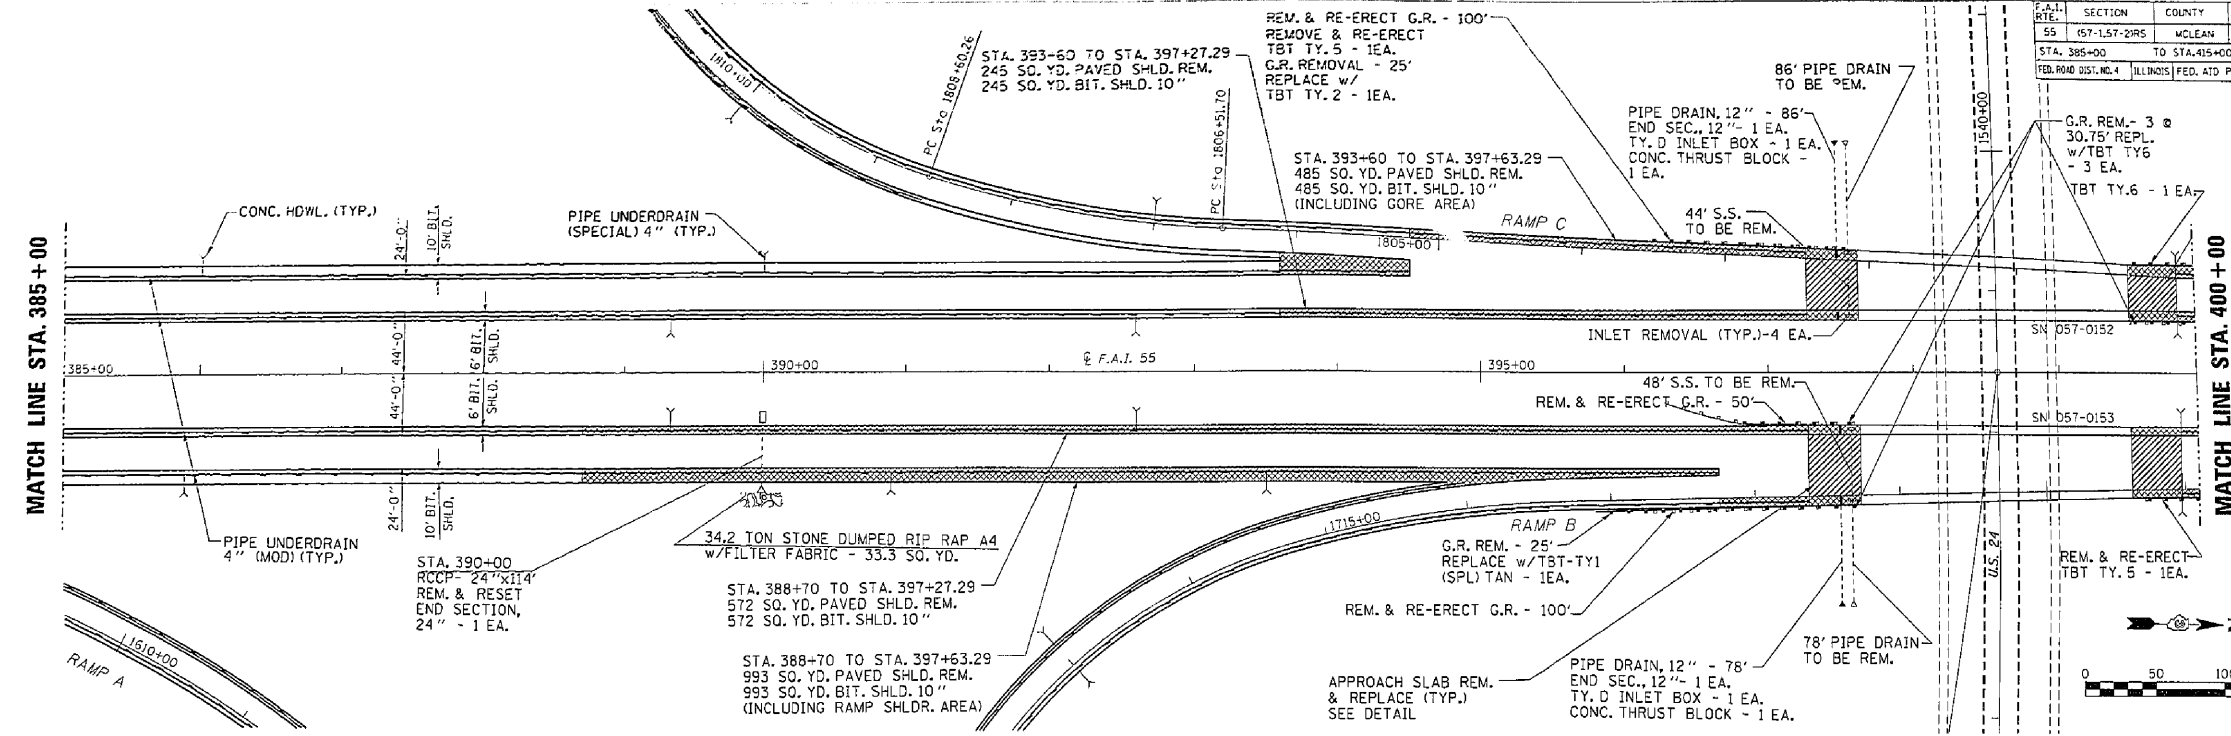 F.A.I. RTE. SECTION COUNTY
55 (57-1,57-2)RS MCLEAN
STA. 385+00 TO STA.415+00
FED. ROAD DIST. NO. 4 ILLINOIS FED. AID P
REM. & RE-ERECT G.R. - 100'
REMOVE & RE-ERECT
TBT TY. 5 - 1EA.
G.R. REMOVAL - 25'
REPLACE w/
TBT TY. 2 - 1EA.
STA. 393+60 TO STA. 397+27.29
245 SQ. YD. PAVED SHLD. REM.
245 SQ. YD. BIT. SHLD. 10"
1810+00
PC Sta 1808+60.26
PC Sta 1806+51.70
86' PIPE DRAIN
TO BE REM.
PIPE DRAIN, 12" - 86'
END SEC., 12" - 1 EA.
TY. D INLET BOX - 1 EA.
CONC. THRUST BLOCK -
1 EA.
1540+00
G.R. REM.- 3 @
30.75' REPL.
w/TBT TY6
- 3 EA.
TBT TY.6 - 1 EA.
STA. 393+60 TO STA. 397+63.29
485 SQ. YD. PAVED SHLD. REM.
485 SQ. YD. BIT. SHLD. 10"
(INCLUDING GORE AREA)
RAMP C
44' S.S.
TO BE REM.
1805+00
CONC. HDWL. (TYP.)
24'-0"
10' BIT.
SHLD.
PIPE UNDERDRAIN
(SPECIAL) 4" (TYP.)
MATCH LINE STA. 385+00
MATCH LINE STA. 400+00
INLET REMOVAL (TYP.)-4 EA.
SN 057-0152
44'-0"
6' BIT.
SHLD.
385+00
390+00
℄ F.A.I. 55
395+00
44'-0"
6' BIT.
SHLD.
48' S.S. TO BE REM.
REM. & RE-ERECT G.R. - 50'
SN 057-0153
24'-0"
10' BIT.
SHLD.
PIPE UNDERDRAIN
4" (MOD) (TYP.)
STA. 390+00
RCCP- 24"x114'
REM. & RESET
END SECTION,
24" - 1 EA.
34.2 TON STONE DUMPED RIP RAP A4
w/FILTER FABRIC - 33.3 SQ. YD.
STA. 388+70 TO STA. 397+27.29
572 SQ. YD. PAVED SHLD. REM.
572 SQ. YD. BIT. SHLD. 10"
STA. 388+70 TO STA. 397+63.29
993 SQ. YD. PAVED SHLD. REM.
993 SQ. YD. BIT. SHLD. 10"
(INCLUDING RAMP SHLDR. AREA)
1715+00
RAMP B
G.R. REM. - 25'
REPLACE w/TBT-TY1
(SPL) TAN - 1EA.
REM. & RE-ERECT G.R. - 100'
APPROACH SLAB REM.
& REPLACE (TYP.)
SEE DETAIL
PIPE DRAIN, 12" - 78'
END SEC., 12"- 1 EA.
TY. D INLET BOX - 1 EA.
CONC. THRUST BLOCK - 1 EA.
78' PIPE DRAIN
TO BE REM.
U.S. 24
REM. & RE-ERECT
TBT TY. 5 - 1EA.
1610+00
RAMP A
0 50 100